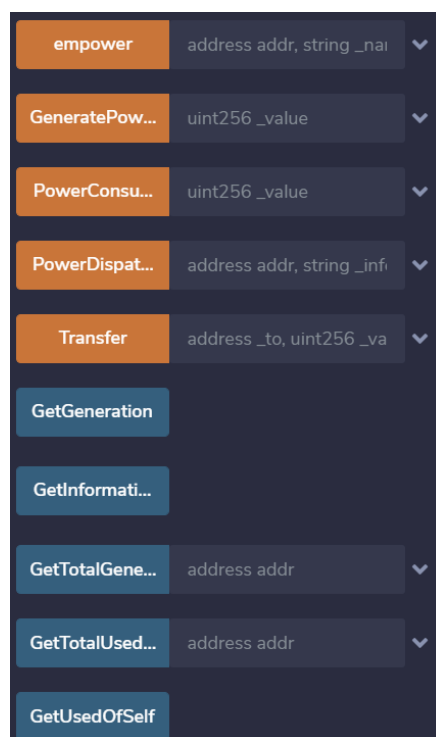 empower address addr, string _nai
GeneratePow... uint256 _value
PowerConsu... uint256 _value
PowerDispat... address addr, string _info
Transfer address _to, uint256 _va
GetGeneration
GetInformati...
GetTotalGene... address addr
GetTotalUsed... address addr
GetUsedOfSelf